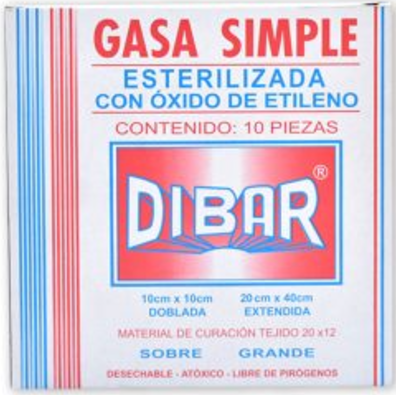 GASA SIMPLE
ESTERILIZADA
CON ÓXIDO DE ETILENO
CONTENIDO: 10 PIEZAS
DIBAR®
10cm x 10cm 20cm x 40cm
DOBLADA EXTENDIDA
MATERIAL DE CURACIÓN TEJIDO 20 x12
SOBRE GRANDE
DESECHABLE - ATÓXICO - LIBRE DE PIRÓGENOS